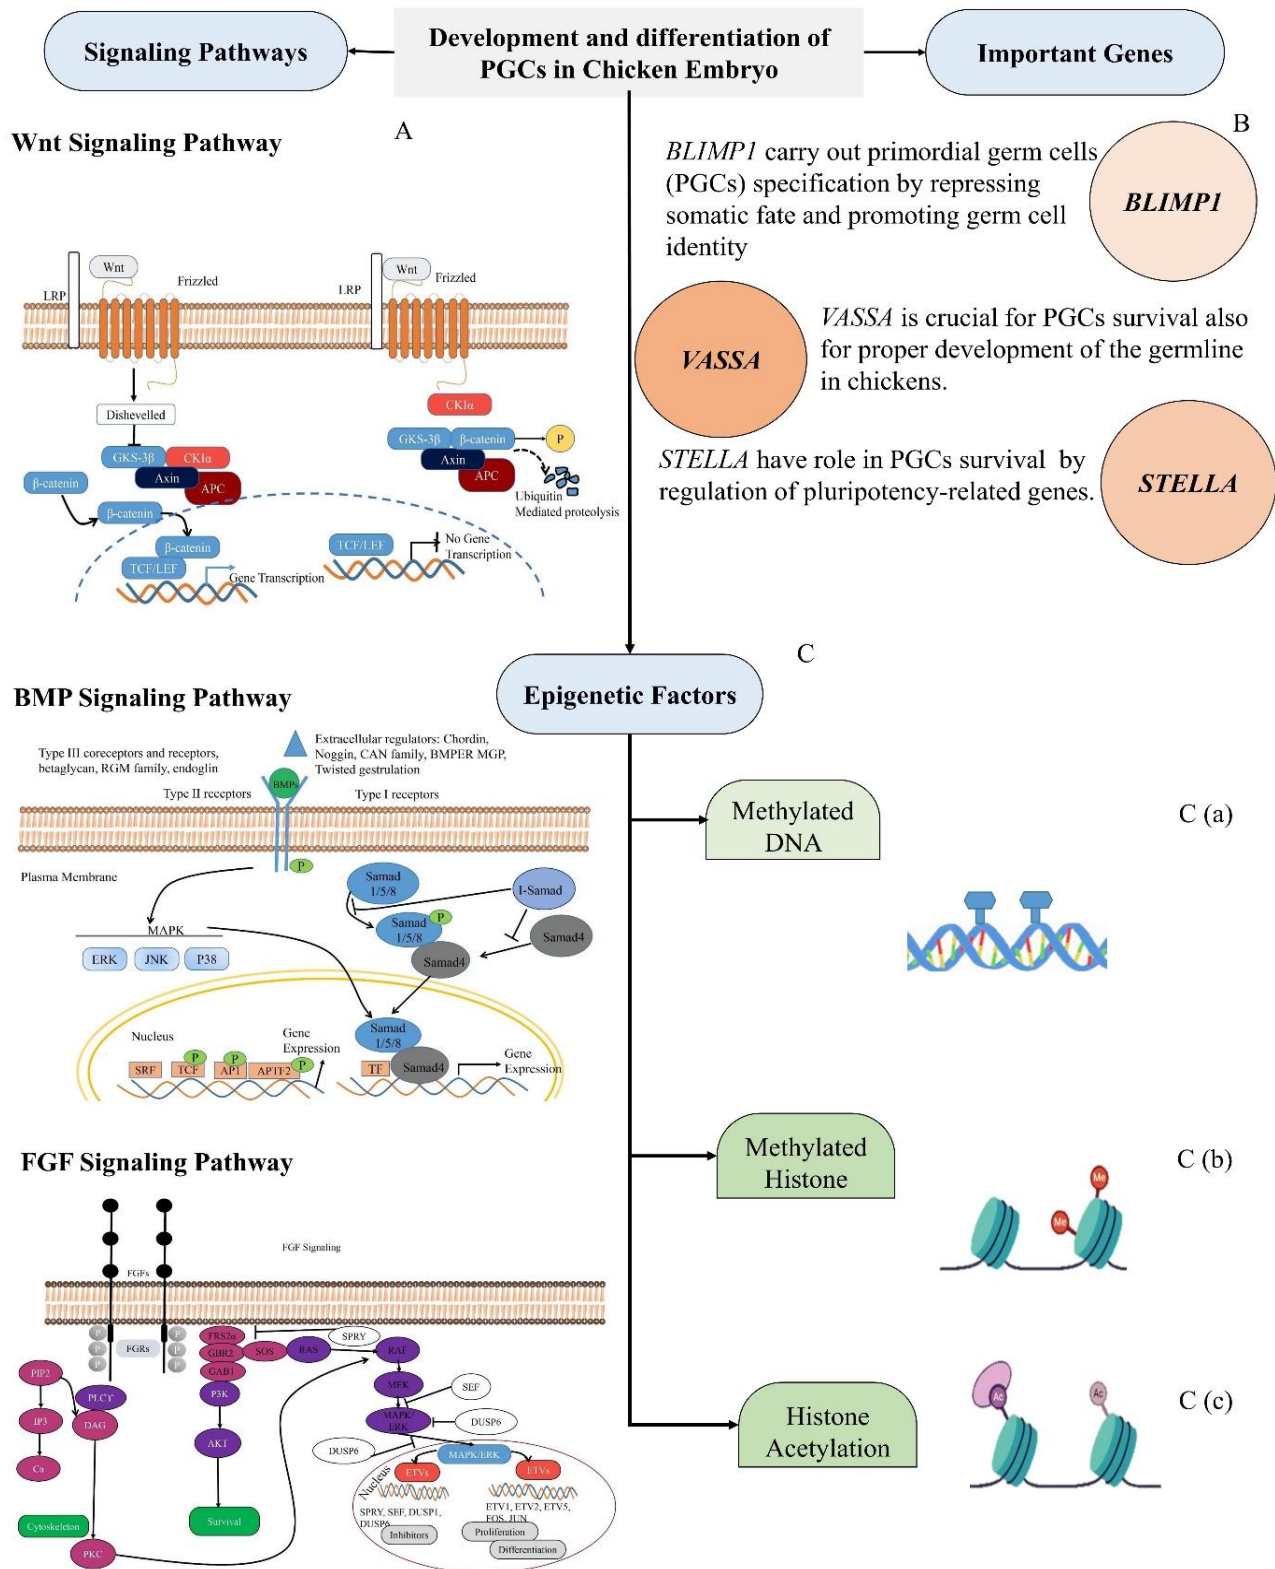 Signaling Pathways
Development and differentiation of
PGCs in Chicken Embryo
Important Genes
A
Wnt Signaling Pathway
Wnt
LRP
Frizzled
Wnt
LRP
Frizzled
Dishevelled
GKS-3β
CKIα
Axin
APC
β-catenin
β-catenin
β-catenin
TCF/LEF
Gene Transcription
CKIα
GKS-3β
β-catenin
P
Axin
APC
Ubiquitin
Mediated proteolysis
TCF/LEF
No Gene
Transcription
B
BLIMP1 carry out primordial germ cells
(PGCs) specification by repressing
somatic fate and promoting germ cell
identity
BLIMP1
VASSA
VASSA is crucial for PGCs survival also
for proper development of the germline
in chickens.
STELLA have role in PGCs survival by
regulation of pluripotency-related genes.
STELLA
BMP Signaling Pathway
Type III coreceptors and receptors,
betaglycan, RGM family, endoglin
Extracellular regulators: Chordin,
Noggin, CAN family, BMPER MGP,
Twisted gestrulation
BMPs
Type II receptors
Type I receptors
P
Plasma Membrane
Samad
1/5/8
I-Samad
P
Samad
1/5/8
Samad4
Samad4
MAPK
ERK
JNK
P38
Nucleus
Gene
Expression
Samad
1/5/8
Samad4
SRF
P
TCF
P
AP1
P
APTF2
TF
Gene
Expression
FGF Signaling Pathway
FGF Signaling
FGFs
P
P
P
FGRs
P
P
P
FRS2α
GBR2
SOS
RAS
GAB1
SPRY
RAF
PIP2
PLCY
P3K
MEK
SEF
IP3
DAG
MAPK/
ERK
DUSP6
Ca
AKT
DUSP6
MAPK/ERK
Nucleus
ETVs
ETVs
SPRY, SEF, DUSP1,
DUSP6
ETV1, ETV2, ETV5,
FOS, JUN
Inhibitors
Proliferation
Differentiation
Cytoskeleton
Survival
PKC
C
Epigenetic Factors
Methylated
DNA
C (a)
Methylated
Histone
C (b)
Me
Me
Histone
Acetylation
C (c)
Ac
Ac